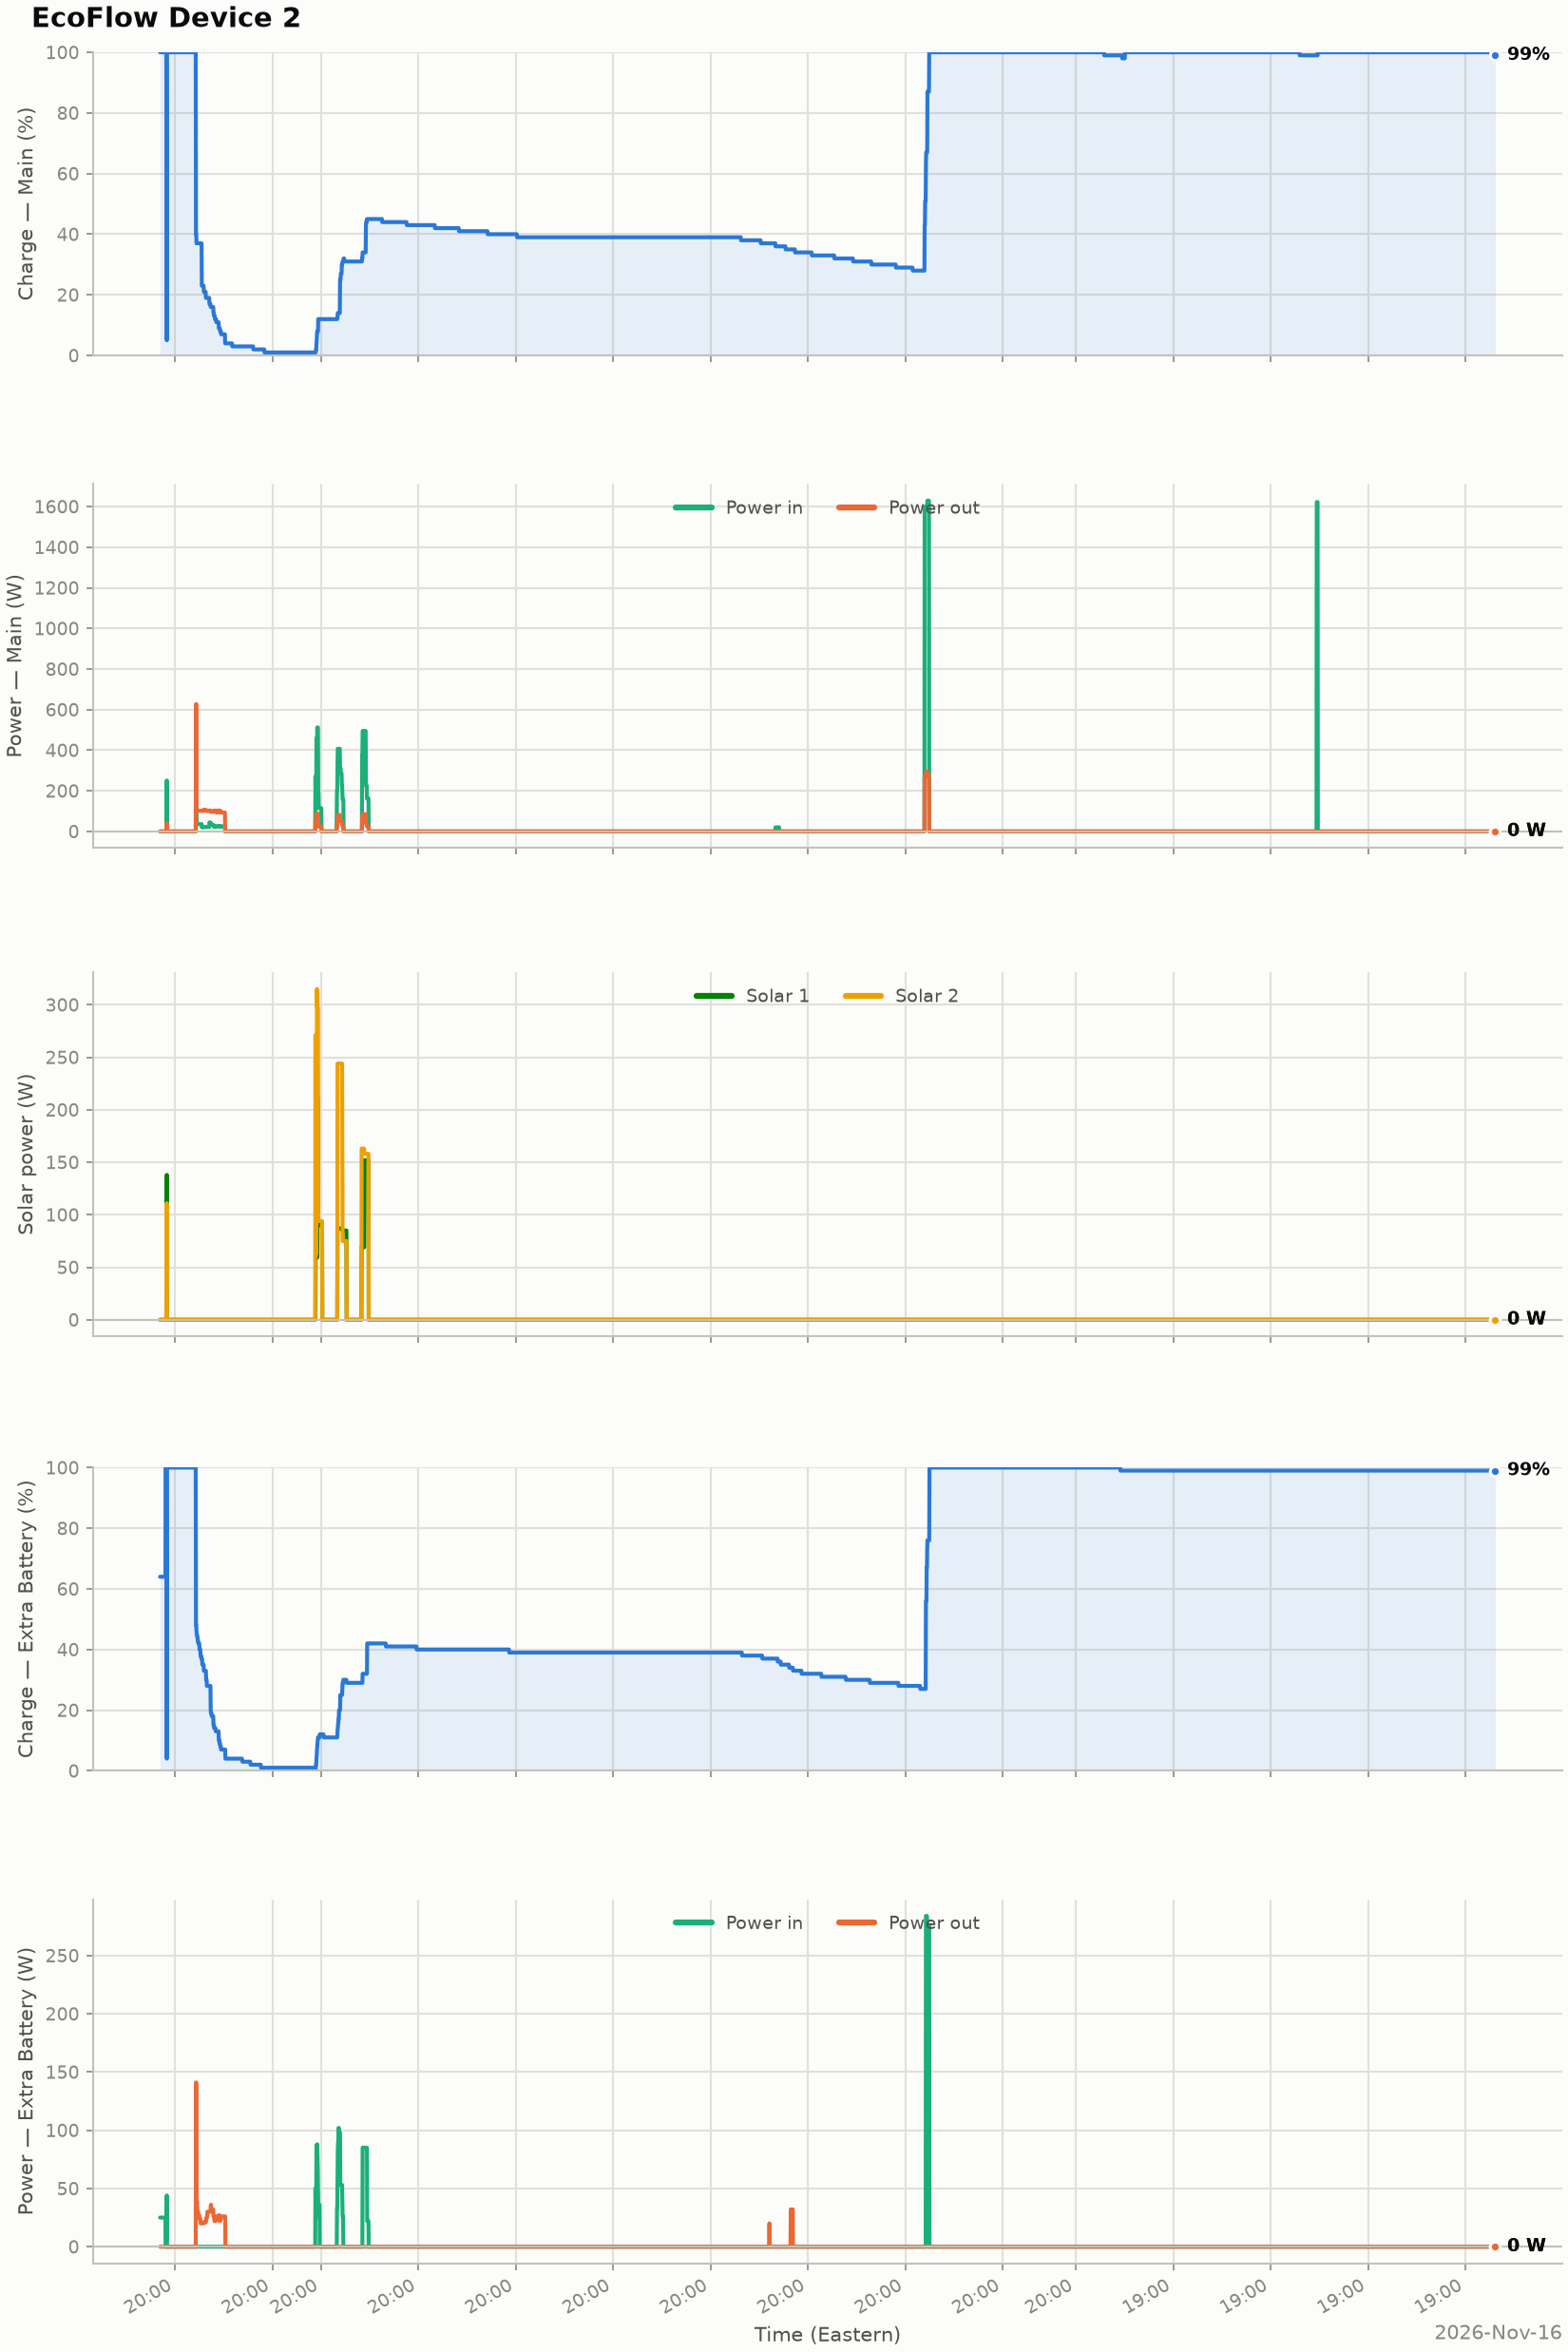 EcoFlow Device 2
Charge — Main (%)
100
80
60
40
20
0
99%
Power — Main (W)
1600
1400
1200
1000
800
600
400
200
0
Power in
Power out
0 W
Solar power (W)
300
250
200
150
100
50
0
Solar 1
Solar 2
0 W
Charge — Extra Battery (%)
100
80
60
40
20
0
99%
Power — Extra Battery (W)
250
200
150
100
50
0
Power in
Power out
0 W
20:00 20:00 20:00 20:00 20:00 20:00 20:00 20:00 20:00 20:00 20:00 19:00 19:00 19:00 19:00
Time (Eastern)
2026-Nov-16